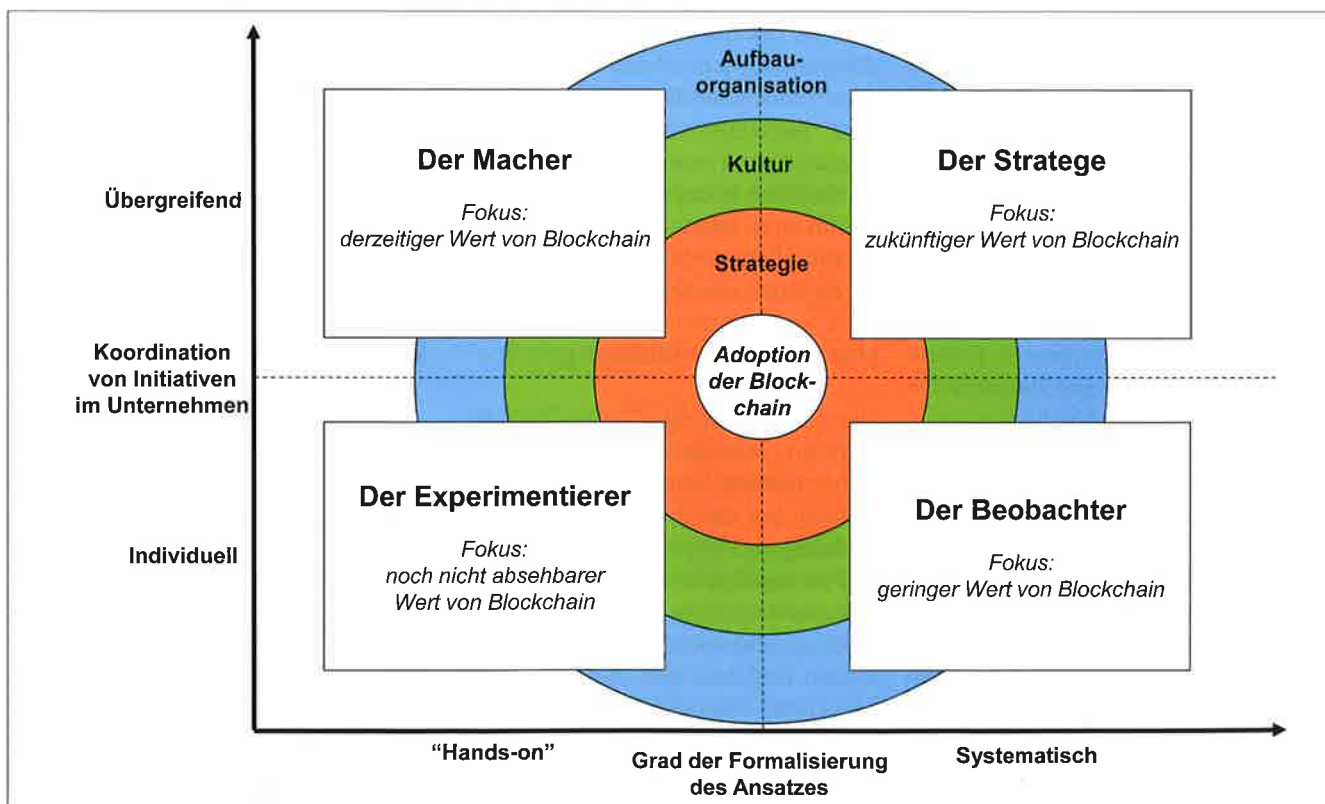 Aufbau-
organisation
Kultur
Strategie
Adoption
der Block-
chain
Der Macher
Fokus:
derzeitiger Wert von Blockchain
Der Stratege
Fokus:
zukünftiger Wert von Blockchain
Der Experimentierer
Fokus:
noch nicht absehbarer
Wert von Blockchain
Der Beobachter
Fokus:
geringer Wert von Blockchain
Übergreifend
Koordination
von Initiativen
im Unternehmen
Individuell
“Hands-on”
Grad der Formalisierung
des Ansatzes
Systematisch